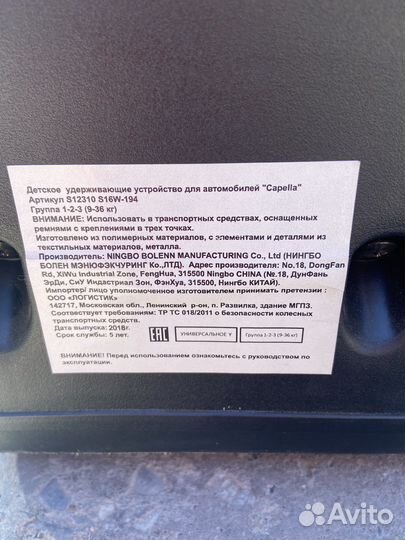 Детское удерживающие устройство для автомобилей "Capella"
Артикул S12310 S16W-194
Группа 1-2-3 (9-36 кг)
ВНИМАНИЕ: Использовать в транспортных средствах, оснащенных
ремнями с креплениями в трех точках.
Изготовлено из полимерных материалов, с элементами и деталями из
текстильных материалов, металла.
Производитель: NINGBO BOLENN MANUFACTURING Co., Ltd (НИНГБО
БОЛЕН МЭНЮФЭКЧУРИНГ Ко.,ЛТД). Адрес производителя: No.18, DongFan
Rd, XiWu Industrial Zone, FengHua, 315500 Ningbo CHINA (№.18, ДунФань
ЭрДи, СиУ Индастриал Зон, ФэнХуа, 315500, Нингбо КИТАЙ).
Импортер/ лицо уполномоченное изготовителем принимать претензии :
ООО «ЛОГИСТИК»
142717, Московская обл., Ленинский р-он, п. Развилка, здание МГПЗ.
Соответствует требованиям: ТР ТС 018/2011 о безопасности колесных
транспортных средств.
Дата выпуска: 2018г.
Срок службы: 5 лет.
EAC
УНИВЕРСАЛЬНОЕ Y
Группа 1-2-3 (9-36 кг)
ВНИМАНИЕ! Перед использованием ознакомьтесь с руководством по
эксплуатации.
Avito